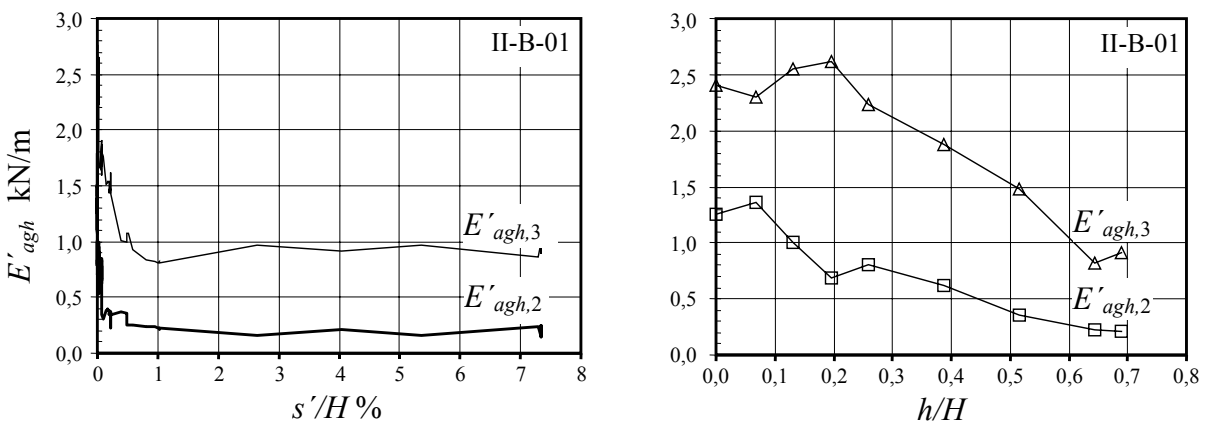 3,0
2,5
2,0
1,5
1,0
0,5
0,0
E´agh kN/m
II-B-01
E´agh,3
E´agh,2
0 1 2 3 4 5 6 7 8
s´/H %
3,0
2,5
2,0
1,5
1,0
0,5
0,0
II-B-01
E´agh,3
E´agh,2
0,0 0,1 0,2 0,3 0,4 0,5 0,6 0,7 0,8
h/H